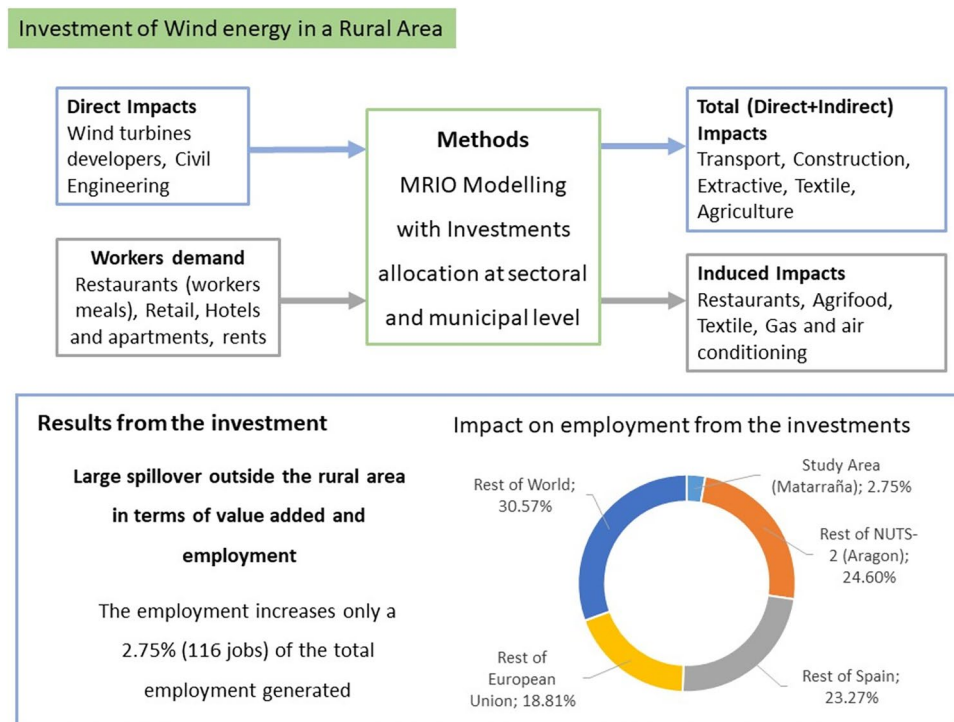 Investment of Wind energy in a Rural Area
Direct Impacts
Wind turbines
developers, Civil
Engineering
Workers demand
Restaurants (workers
meals), Retail, Hotels
and apartments, rents
Methods
MRIO Modelling
with Investments
allocation at sectoral
and municipal level
Total (Direct+Indirect)
Impacts
Transport, Construction,
Extractive, Textile,
Agriculture
Induced Impacts
Restaurants, Agrifood,
Textile, Gas and air
conditioning
Results from the investment
Large spillover outside the rural area
in terms of value added and
employment
The employment increases only a
2.75% (116 jobs) of the total
employment generated
Impact on employment from the investments
Study Area
(Matarraña); 2.75%
Rest of NUTS-
2 (Aragon);
24.60%
Rest of Spain;
23.27%
Rest of
European
Union; 18.81%
Rest of World;
30.57%